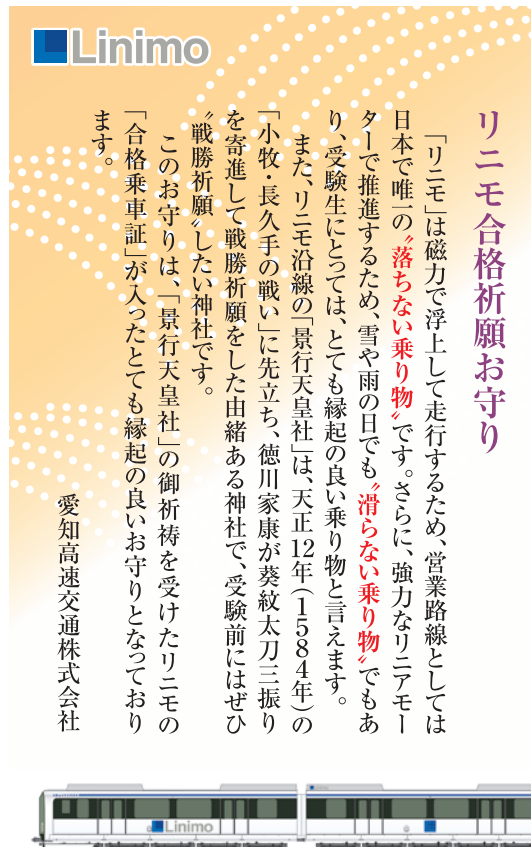 Linimo
リニモ合格祈願お守り
「リニモ」は磁力で浮上して走行するため、営業路線としては
日本で唯一の〝落ちない乗り物〟です。さらに、強力なリニアモー
ターで推進するため、雪や雨の日でも〝滑らない乗り物〟でもあ
り、受験生にとっては、とても縁起の良い乗り物と言えます。
また、リニモ沿線の「景行天皇社」は、天正12年(1584年)の
「小牧・長久手の戦い」に先立ち、徳川家康が葵紋太刀三振り
を寄進して戦勝祈願をした由緒ある神社で、受験前にはぜひ
〝戦勝祈願〟したい神社です。
このお守りは、「景行天皇社」の御祈祷を受けたリニモの
「合格乗車証」が入ったとても縁起の良いお守りとなっており
ます。
愛知高速交通株式会社
Linimo